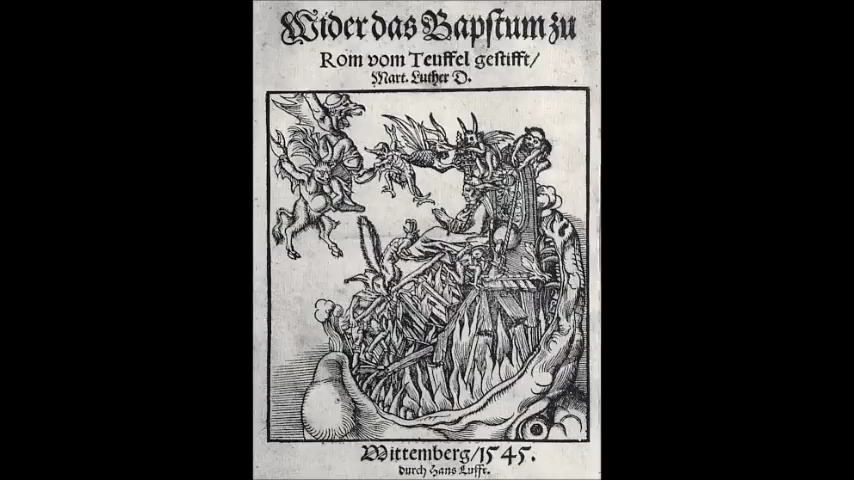 Wider das Bapstum zu
Rom vom Teuffel gestifft/
Mart. Luther D.
Wittemberg/1545.
durch Hans Lufft.